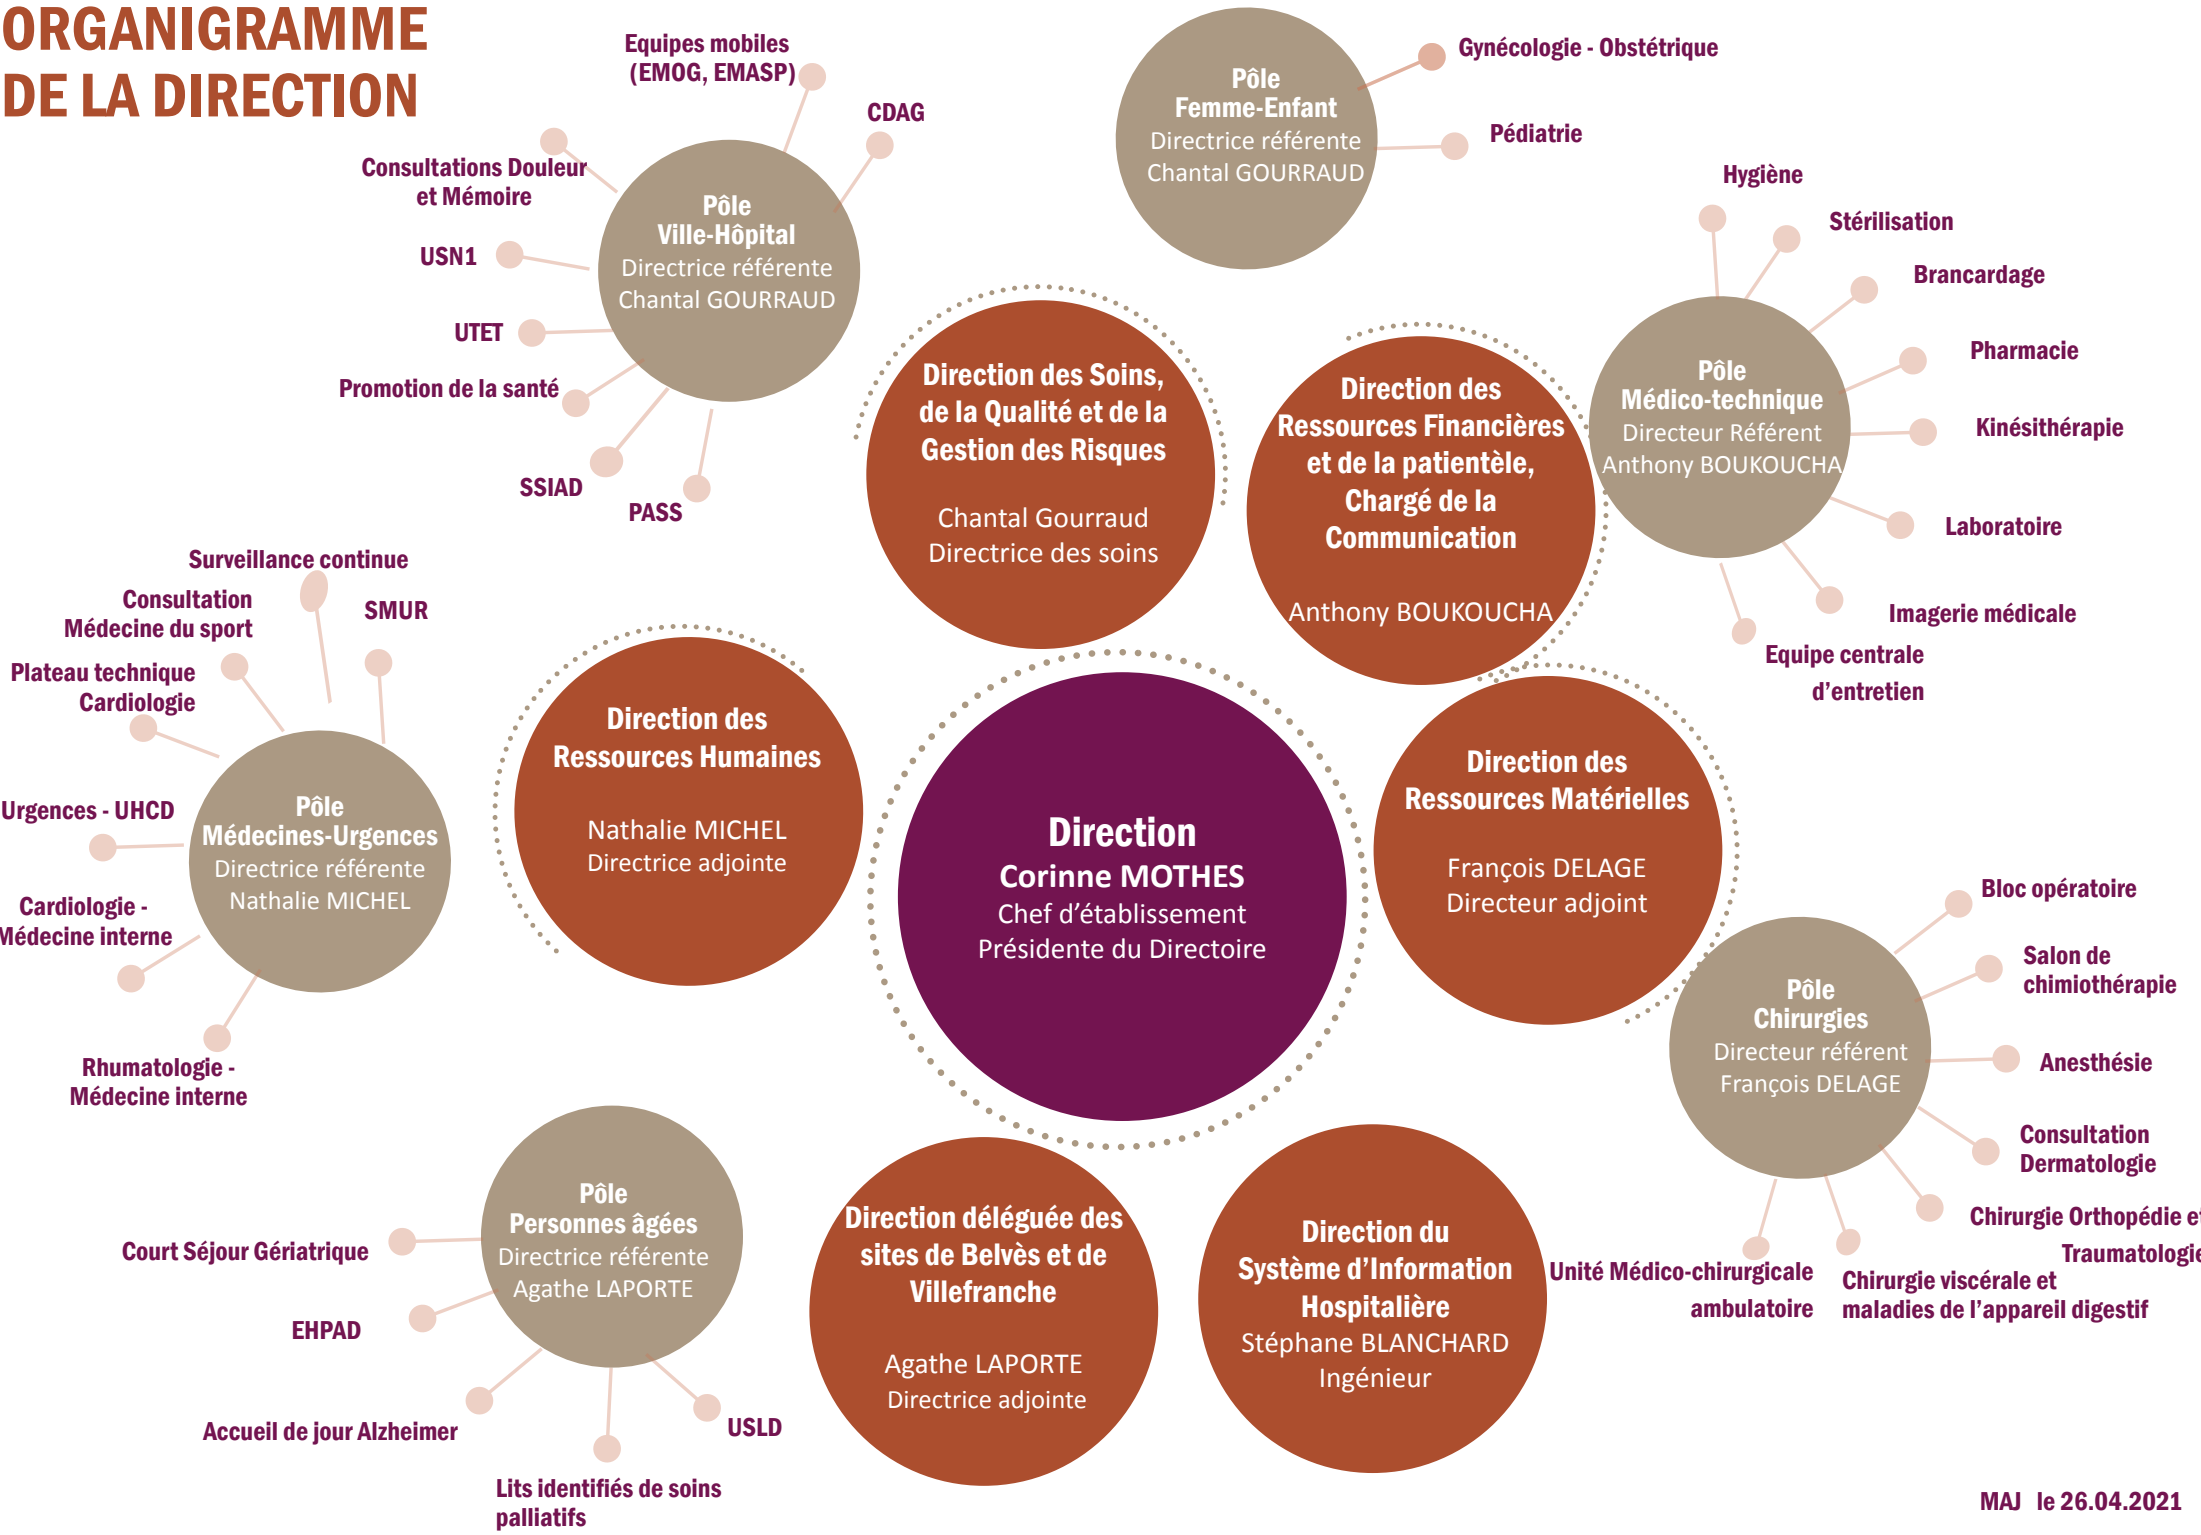 ORGANIGRAMME
DE LA DIRECTION
Equipes mobiles
(EMOG, EMASP)
CDAG
Consultations Douleur
et Mémoire
USN1
UTET
Promotion de la santé
SSIAD
PASS
Pôle
Ville-Hôpital
Directrice référente
Chantal GOURRAUD
Pôle
Femme-Enfant
Directrice référente
Chantal GOURRAUD
Gynécologie - Obstétrique
Pédiatrie
Hygiène
Stérilisation
Brancardage
Pharmacie
Kinésithérapie
Laboratoire
Imagerie médicale
Equipe centrale
d’entretien
Pôle
Médico-technique
Directeur Référent
Anthony BOUKOUCHA
Direction des Soins,
de la Qualité et de la
Gestion des Risques
Chantal Gourraud
Directrice des soins
Direction des
Ressources Financières
et de la patientèle,
Chargé de la
Communication
Anthony BOUKOUCHA
Surveillance continue
Consultation
Médecine du sport
SMUR
Plateau technique
Cardiologie
Urgences - UHCD
Cardiologie -
Médecine interne
Rhumatologie -
Médecine interne
Pôle
Médecines-Urgences
Directrice référente
Nathalie MICHEL
Direction des
Ressources Humaines
Nathalie MICHEL
Directrice adjointe
Direction
Corinne MOTHES
Chef d’établissement
Présidente du Directoire
Direction des
Ressources Matérielles
François DELAGE
Directeur adjoint
Pôle
Chirurgies
Directeur référent
François DELAGE
Bloc opératoire
Salon de
chimiothérapie
Anesthésie
Consultation
Dermatologie
Chirurgie Orthopédie et
Traumatologie
Chirurgie viscérale et
maladies de l’appareil digestif
Unité Médico-chirurgicale
ambulatoire
Pôle
Personnes âgées
Directrice référente
Agathe LAPORTE
Court Séjour Gériatrique
EHPAD
Accueil de jour Alzheimer
Lits identifiés de soins
palliatifs
USLD
Direction déléguée des
sites de Belvès et de
Villefranche
Agathe LAPORTE
Directrice adjointe
Direction du
Système d’Information
Hospitalière
Stéphane BLANCHARD
Ingénieur
MAJ le 26.04.2021